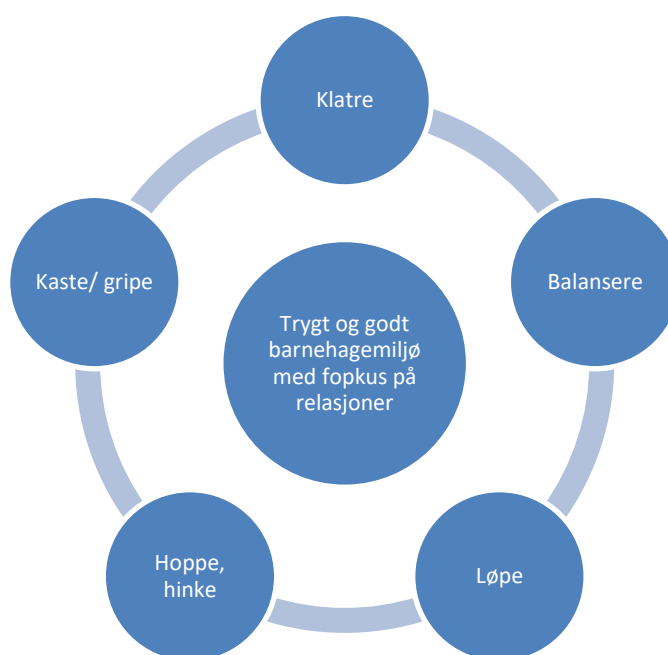 Klatre
Balansere
Løpe
Hoppe,
hinke
Kaste/ gripe
Trygt og godt
barnehagemiljø
med fopkus på
relasjoner